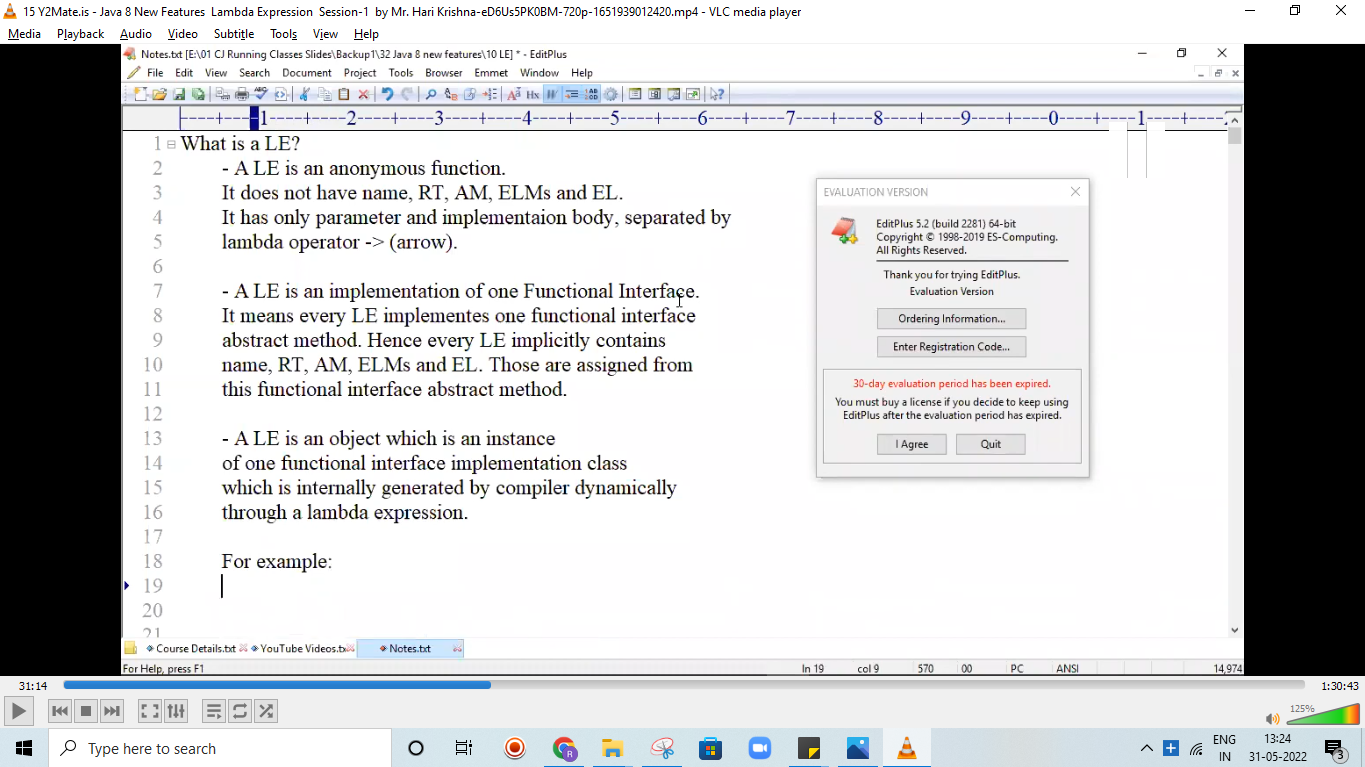 15 Y2Mate.is - Java 8 New Features  Lambda Expression  Session-1  by Mr. Hari Krishna-eD6Us5PK0BM-720p-1651939012420.mp4 - VLC media player
Media Playback Audio Video Subtitle Tools View Help
Notes.txt [E:\01 CJ Running Classes Slides\Backup1\32 Java 8 new features\10 LE] * - EditPlus
File Edit View Search Document Project Tools Browser Emmet Window Help
----+----1----+----2----+----3----+----4----+----5----+----6----+----7----+----8----+----9----+----0----+----1----+----2
1 What is a LE?
2 - A LE is an anonymous function.
3 It does not have name, RT, AM, ELMs and EL.
4 It has only parameter and implementaion body, separated by
5 lambda operator -> (arrow).
6
7 - A LE is an implementation of one Functional Interface.
8 It means every LE implementes one functional interface
9 abstract method. Hence every LE implicitly contains
10 name, RT, AM, ELMs and EL. Those are assigned from
11 this functional interface abstract method.
12
13 - A LE is an object which is an instance
14 of one functional interface implementation class
15 which is internally generated by compiler dynamically
16 through a lambda expression.
17
18 For example:
19
20
21
EVALUATION VERSION
EditPlus 5.2 (build 2281) 64-bit
Copyright © 1998-2019 ES-Computing.
All Rights Reserved.
Thank you for trying EditPlus.
Evaluation Version
Ordering Information...
Enter Registration Code...
30-day evaluation period has been expired.
You must buy a license if you decide to keep using
EditPlus after the evaluation period has expired.
I Agree Quit
Course Details.txt YouTube Videos.tx Notes.txt
For Help, press F1 ln 19 col 9 570 00 PC ANSI 14,974
31:14 1:30:43
125%
Type here to search
ENG 13:24
IN 31-05-2022 3